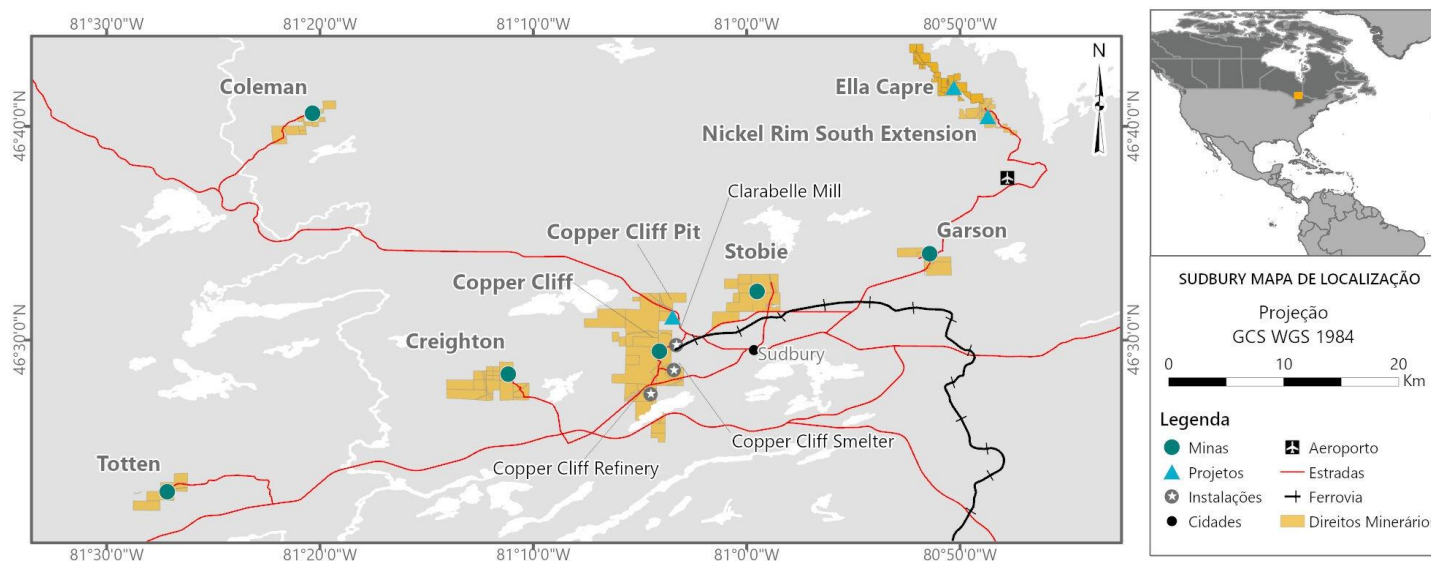 81°30'0"W
81°20'0"W
81°10'0"W
81°0'0"W
80°50'0"W
N
46°40'0"N
46°40'0"N
46°30'0"N
46°30'0"N
Coleman
Ella Capre
Nickel Rim South Extension
Clarabelle Mill
Copper Cliff Pit
Stobie
Garson
Copper Cliff
Creighton
Sudbury
Copper Cliff Smelter
Copper Cliff Refinery
Totten
81°30'0"W
81°20'0"W
81°10'0"W
81°0'0"W
80°50'0"W
SUDBURY MAPA DE LOCALIZAÇÃO
Projeção
GCS WGS 1984
0
10
20
Km
Legenda
Minas
Aeroporto
Projetos
Estradas
Instalações
Ferrovia
Cidades
Direitos Minerário